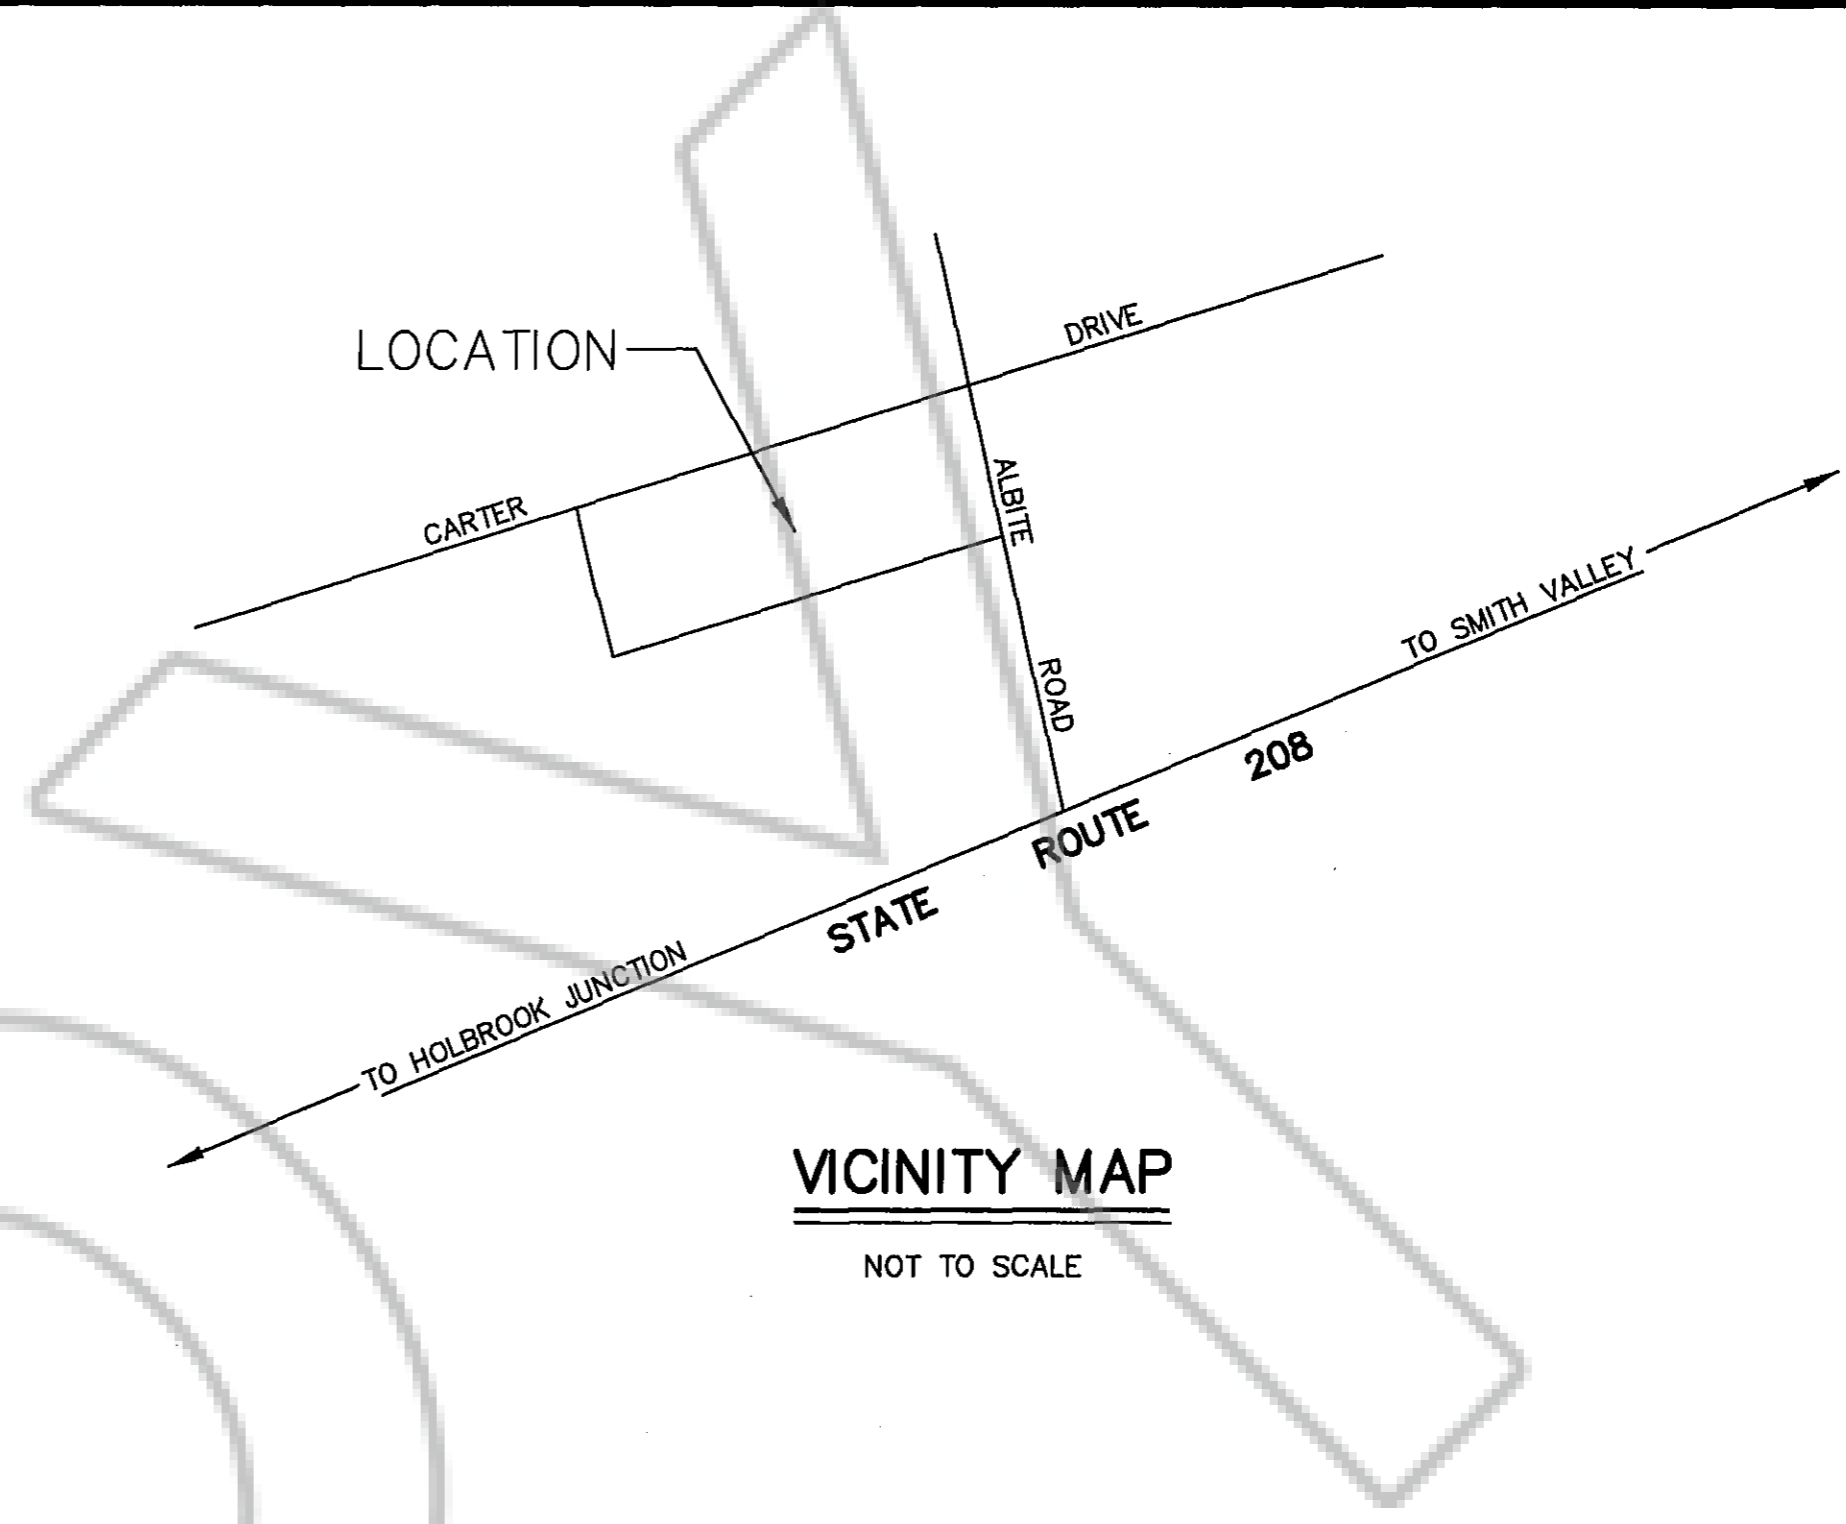 LOCATION
CARTER DRIVE
ALBITE ROAD
TO SMITH VALLEY
STATE ROUTE 208
TO HOLBROOK JUNCTION
VICINITY MAP
NOT TO SCALE